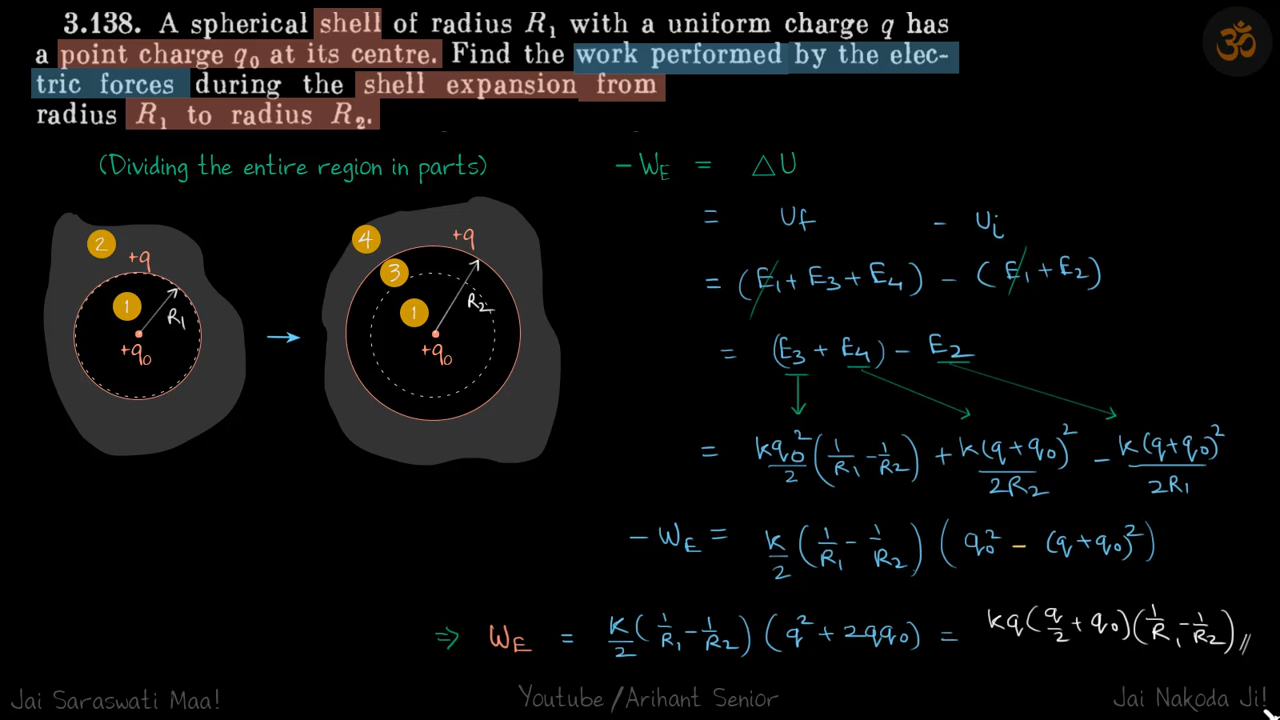 3.138. A spherical shell of radius R₁ with a uniform charge q has
a point charge q₀ at its centre. Find the work performed by the elec-
tric forces during the shell expansion from
radius R₁ to radius R₂.
(Dividing the entire region in parts)
2
+q
1
R₁
+q₀
→
4
+q
3
1
R₂
+q₀
-W_E = △U
= Uf - Ui
= (E₁ + E₃ + E₄) - (E₁ + E₂)
= (E₃ + E₄) - E₂
= kq₀²/2 (1/R₁ - 1/R₂) + k(q+q₀)²/2R₂ - k(q+q₀)²/2R₁
-W_E = k/2 (1/R₁ - 1/R₂) (q₀² - (q+q₀)²)
⇒ W_E = k/2 (1/R₁ - 1/R₂) (q² + 2qq₀) = kq(q/2 + q₀)(1/R₁ - 1/R₂) //
Jai Saraswati Maa! Youtube /Arihant Senior Jai Nakoda Ji!
ॐ